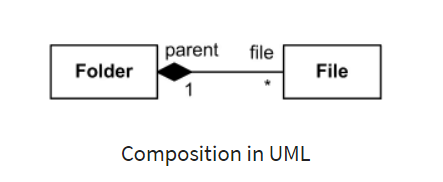 parent file
Folder File
1 *
Composition in UML